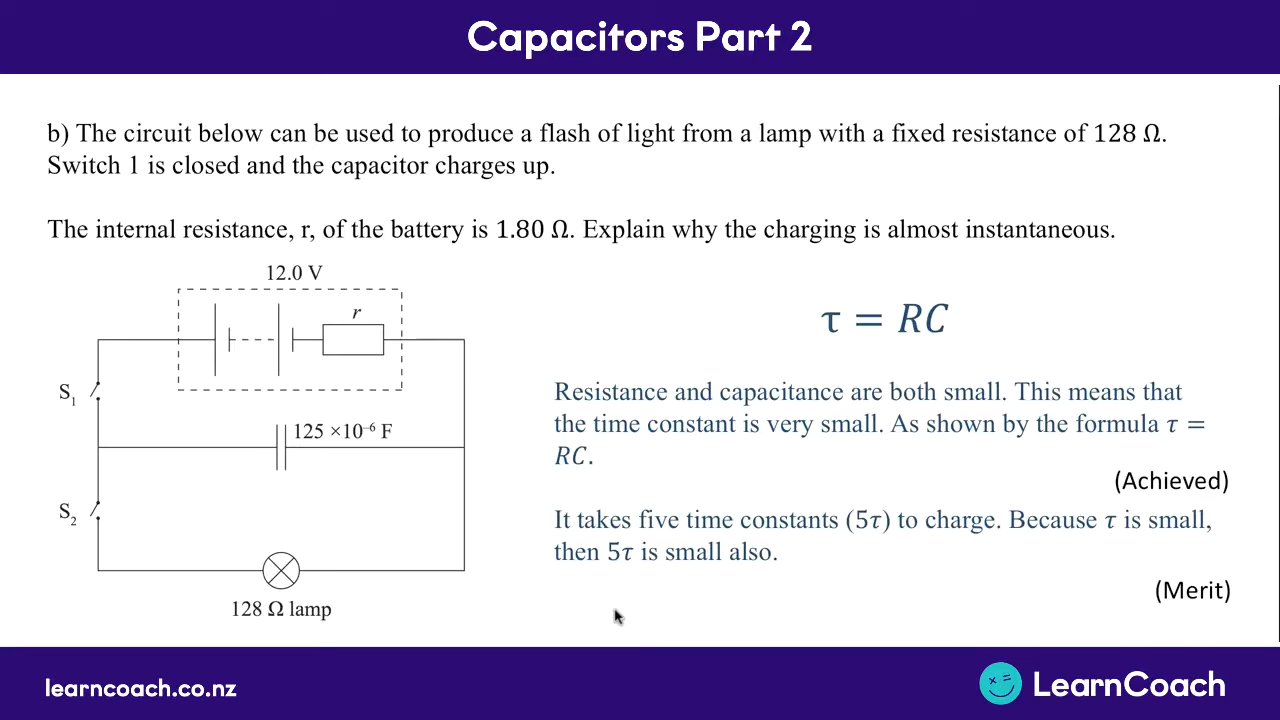 Capacitors Part 2
b) The circuit below can be used to produce a flash of light from a lamp with a fixed resistance of 128 Ω.
Switch 1 is closed and the capacitor charges up.
The internal resistance, r, of the battery is 1.80 Ω. Explain why the charging is almost instantaneous.
12.0 V
r
S₁
125 ×10⁻⁶ F
S₂
128 Ω lamp
τ = RC
Resistance and capacitance are both small. This means that
the time constant is very small. As shown by the formula τ =
RC.
(Achieved)
It takes five time constants (5τ) to charge. Because τ is small,
then 5τ is small also.
(Merit)
learncoach.co.nz
LearnCoach